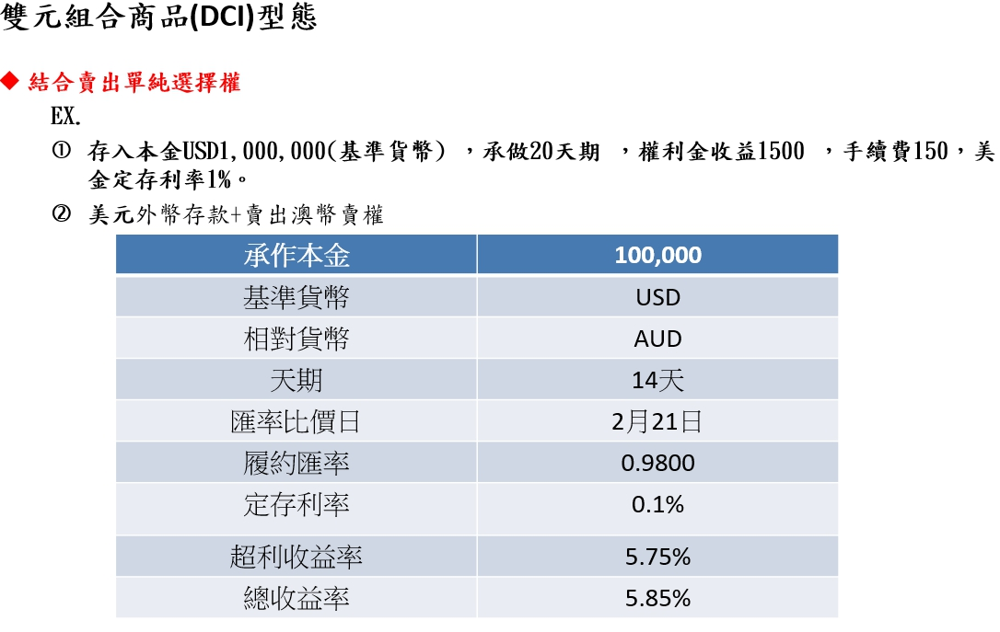 雙元組合商品(DCI)型態
◆ 結合賣出單純選擇權
EX.
① 存入本金USD1,000,000(基準貨幣) ,承做20天期 ,權利金收益1500 ,手續費150,美
金定存利率1%。
② 美元外幣存款+賣出澳幣賣權
承作本金 100,000
基準貨幣 USD
相對貨幣 AUD
天期 14天
匯率比價日 2月21日
履約匯率 0.9800
定存利率 0.1%
超利收益率 5.75%
總收益率 5.85%